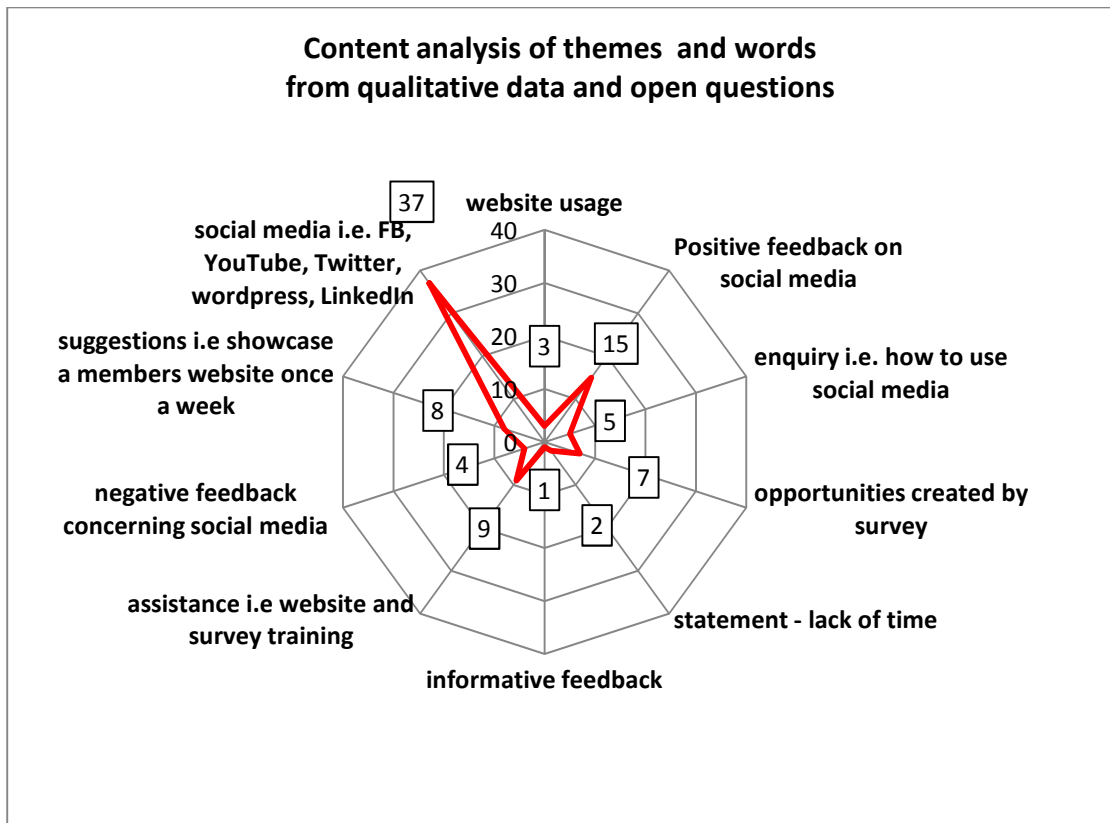 Content analysis of themes  and words
from qualitative data and open questions
37
website usage
social media i.e. FB,
YouTube, Twitter,
wordpress, LinkedIn
40
30
20
10
0
Positive feedback on
social media
3
15
enquiry i.e. how to use
social media
suggestions i.e showcase
a members website once
a week
8
5
4
7
negative feedback
concerning social media
opportunities created by
survey
1
9
2
assistance i.e website and
survey training
statement - lack of time
informative feedback